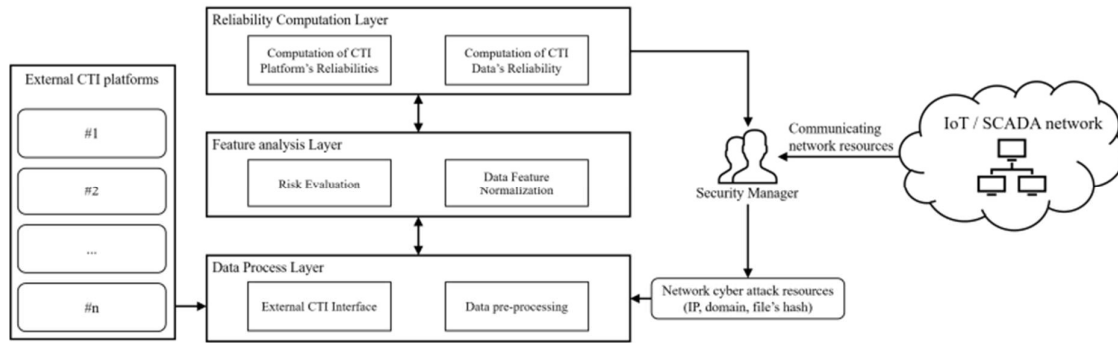 External CTI platforms
#1
#2
...
#n
Reliability Computation Layer
Computation of CTI
Platform's Reliabilities
Computation of CTI
Data's Reliability
Feature analysis Layer
Risk Evaluation
Data Feature
Normalization
Data Process Layer
External CTI Interface
Data pre-processing
Security Manager
Communicating
network resources
IoT / SCADA network
Network cyber attack resources
(IP, domain, file's hash)